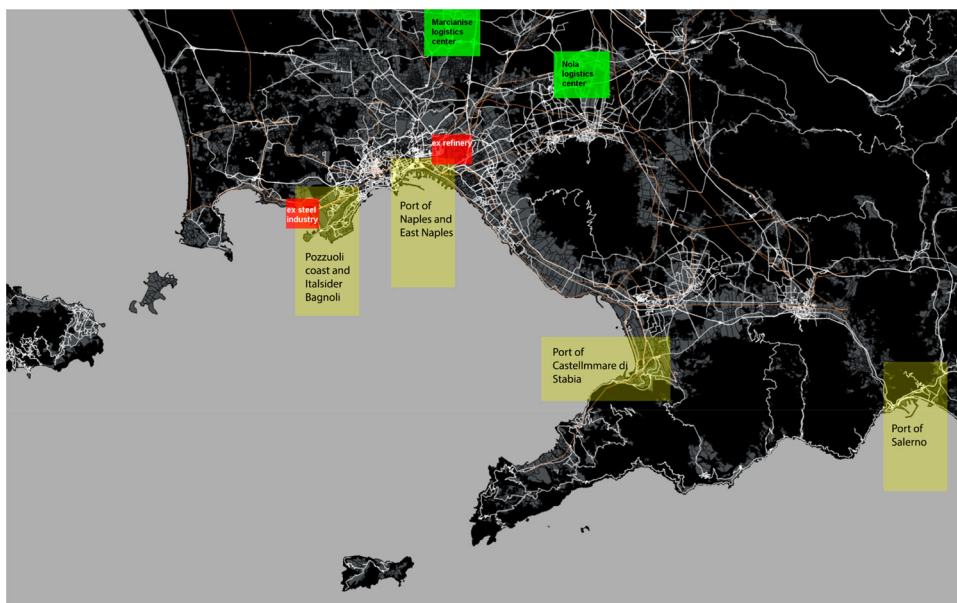 Marcianise
logistics
center
Nola
logistics
center
ex refinery
ex steel
industry
Port of
Naples and
East Naples
Pozzuoli
coast and
Italsider
Bagnoli
Port of
Castellmmare di
Stabia
Port of
Salerno